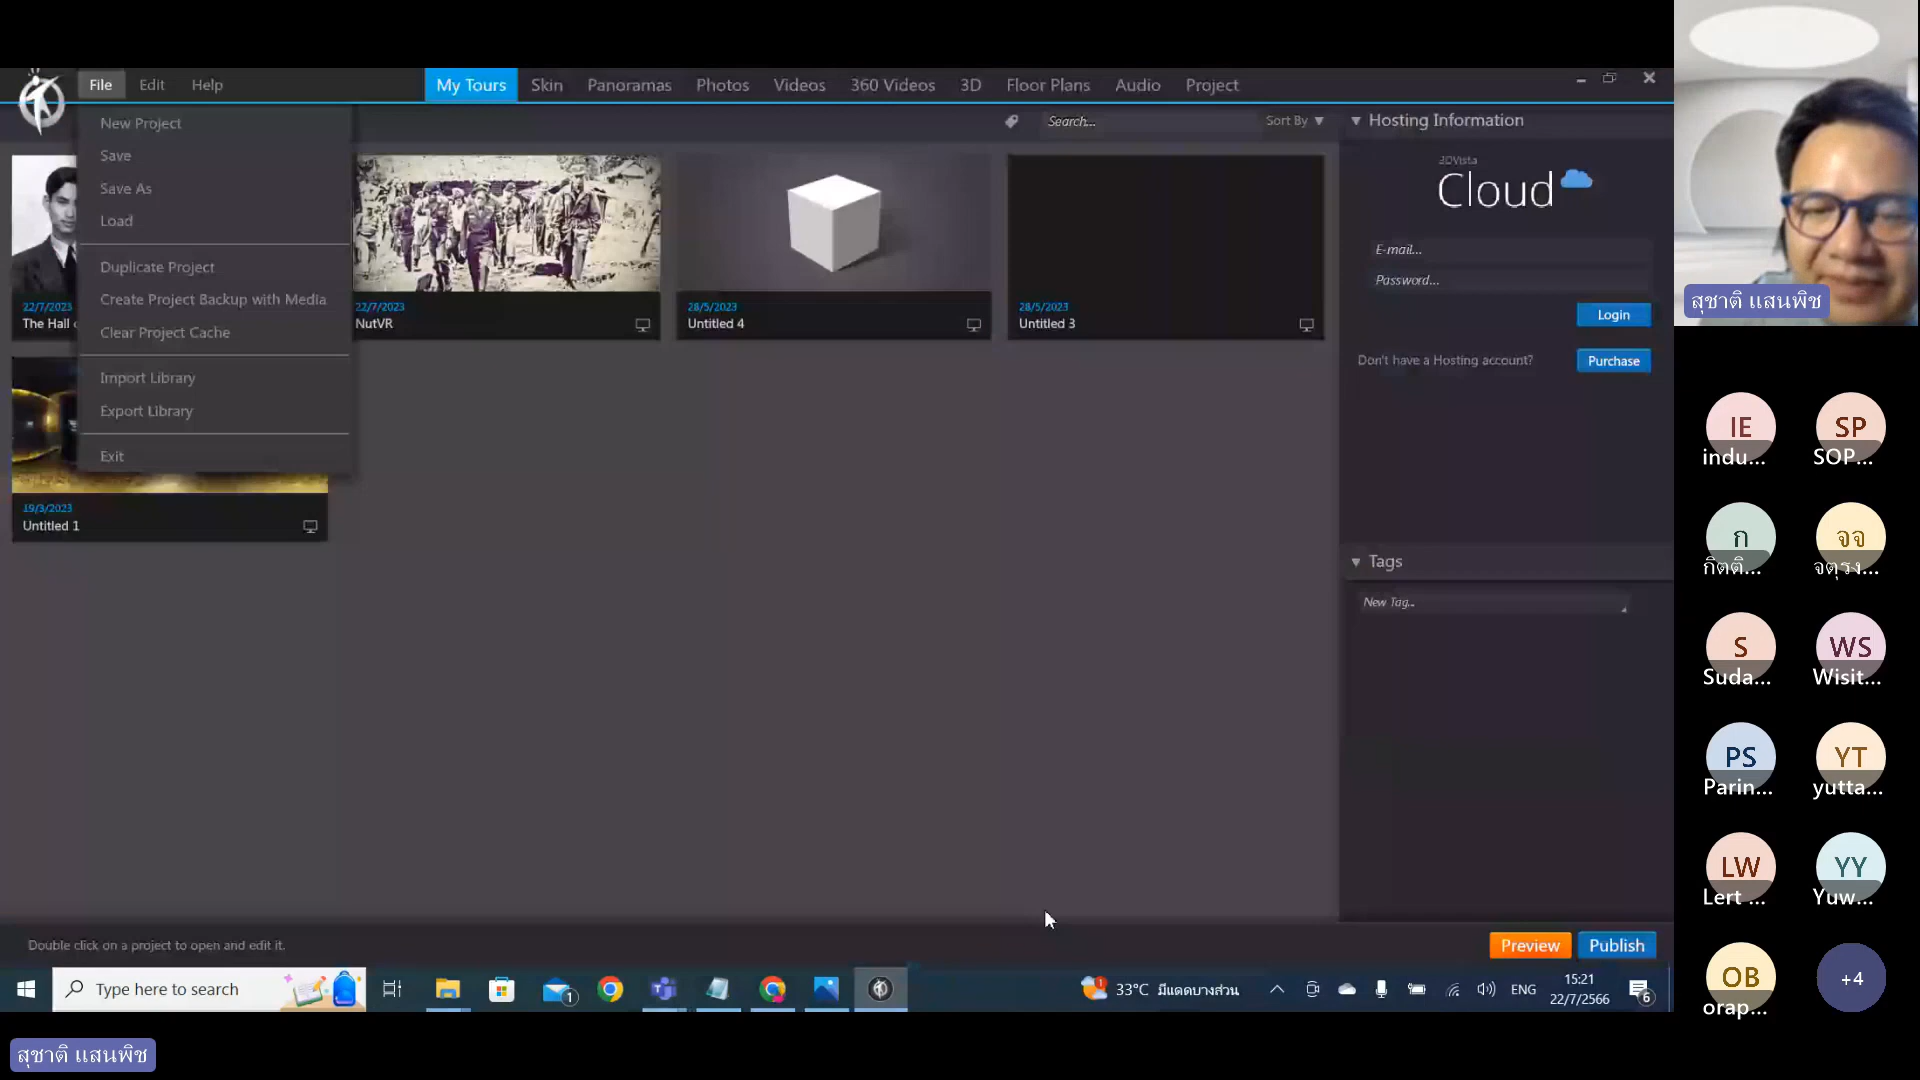 File
Edit
Help
My Tours
Skin
Panoramas
Photos
Videos
360 Videos
3D
Floor Plans
Audio
Project
New Project
Save
Save As
Load
Duplicate Project
Create Project Backup with Media
Clear Project Cache
Import Library
Export Library
Exit
Search...
Sort By
22/7/2023
The Hall
22/7/2023
NutVR
28/5/2023
Untitled 4
28/5/2023
Untitled 3
19/3/2023
Untitled 1
Hosting Information
3DVista
Cloud
E-mail...
Password...
Login
Don't have a Hosting account?
Purchase
Tags
New Tag...
Double click on a project to open and edit it.
Preview
Publish
Type here to search
1
1
33°C มีแดดบางส่วน
ENG
15:21
22/7/2566
6
สุชาติ แสนพิช
สุชาติ แสนพิช
IE
indu...
SP
SOP...
ก
กิตติ...
จจ
จตุรง...
S
Suda...
WS
Wisit...
PS
Parin...
YT
yutta...
LW
Lert ...
YY
Yuw...
OB
orap...
+4